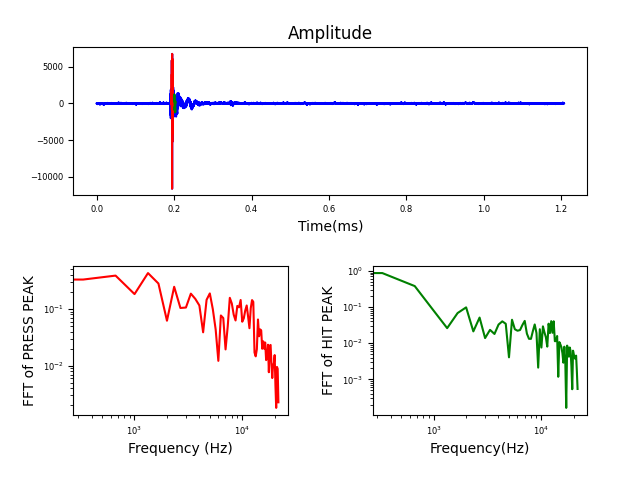 Amplitude
5000
0
−5000
−10000
0.0 0.2 0.4 0.6 0.8 1.0 1.2
Time(ms)
FFT of PRESS PEAK
10⁻¹
10⁻²
10³ 10⁴
Frequency (Hz)
FFT of HIT PEAK
10⁰
10⁻¹
10⁻²
10⁻³
10³ 10⁴
Frequency(Hz)